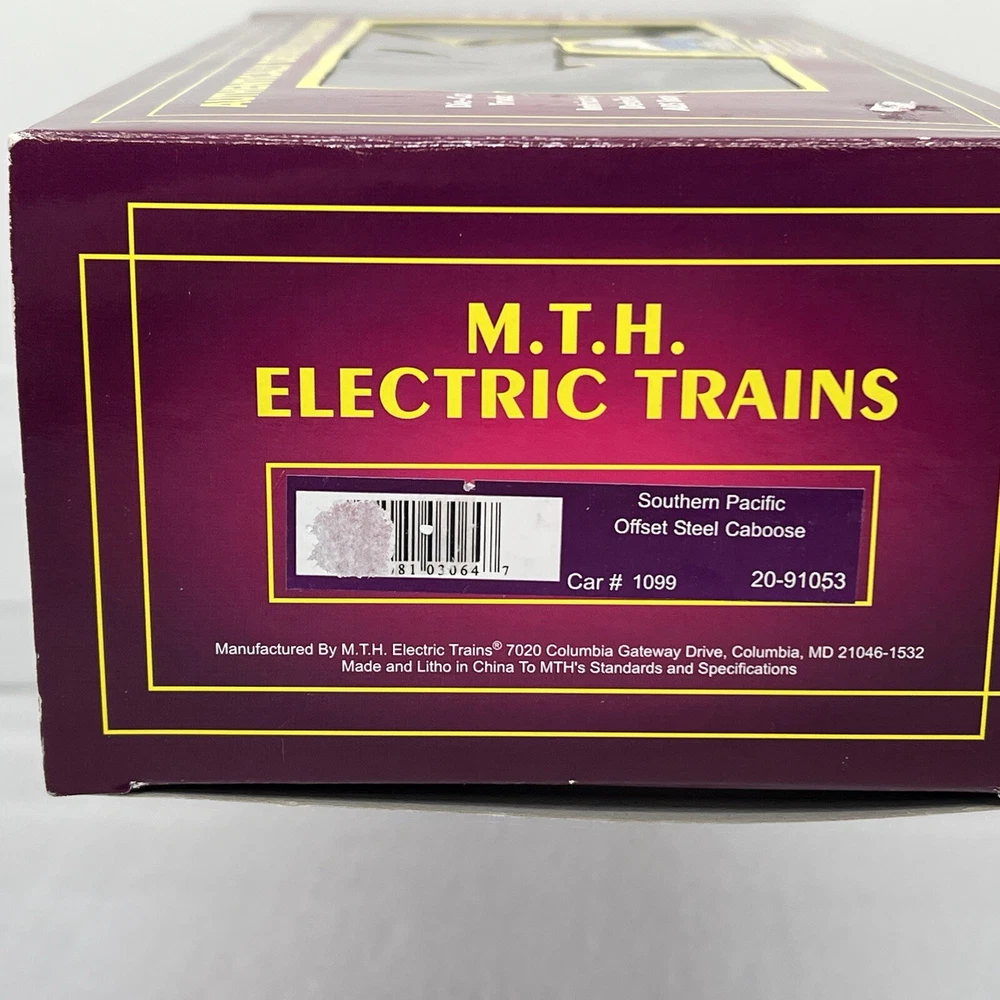 M.T.H.
ELECTRIC TRAINS
Southern Pacific
Offset Steel Caboose
81 03064 7
Car # 1099 20-91053
Manufactured By M.T.H. Electric Trains® 7020 Columbia Gateway Drive, Columbia, MD 21046-1532
Made and Litho in China To MTH's Standards and Specifications